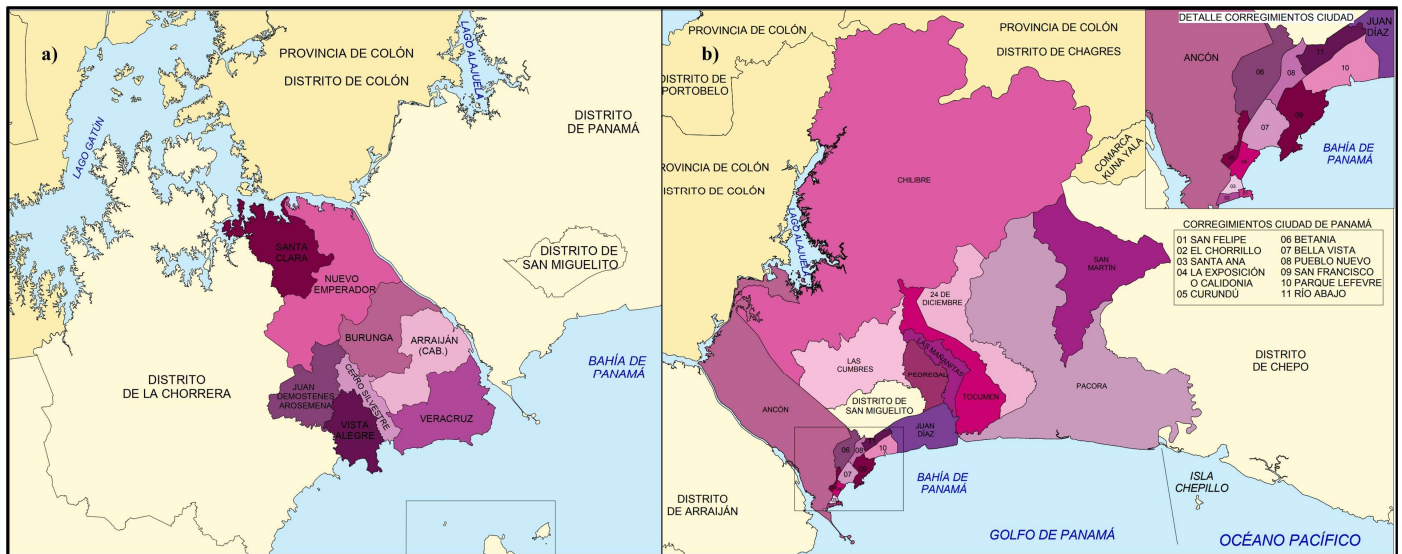 a)
PROVINCIA DE COLÓN
DISTRITO DE COLÓN
LAGO ALAJUELA
DISTRITO
DE PANAMÁ
LAGO GATÚN
SANTA
CLARA
NUEVO
EMPERADOR
DISTRITO DE
SAN MIGUELITO
BURUNGA
ARRAIJÁN
(CAB.)
BAHÍA DE
PANAMÁ
DISTRITO
DE LA CHORRERA
JUAN
DEMOSTENES
AROSEMENA
CERRO SILVESTRE
VISTA
ALEGRE
VERACRUZ
b)
PROVINCIA DE COLÓN
PROVINCIA DE COLÓN
DISTRITO DE CHAGRES
DISTRITO DE
PORTOBELO
PROVINCIA DE COLÓN
DISTRITO DE COLÓN
COMARCA
KUNA YALA
CHILIBRE
LAGO ALAJUELA
SAN
MARTÍN
24 DE
DICIEMBRE
LAS
CUMBRES
LAS MAÑANITAS
PEDREGAL
TOCUMEN
PACORA
DISTRITO
DE CHEPO
ANCÓN
DISTRITO DE
SAN MIGUELITO
JUAN
DÍAZ
06
08
11
10
07
09
BAHÍA DE
PANAMÁ
ISLA
CHEPILLO
DISTRITO
DE ARRAIJÁN
GOLFO DE PANAMÁ
OCÉANO PACÍFICO
DETALLE CORREGIMIENTOS CIUDAD
JUAN
DÍAZ
ANCÓN
11
06
08
10
07
09
03
02
BAHÍA DE
PANAMÁ
CORREGIMIENTOS CIUDAD DE PANAMÁ
01 SAN FELIPE
02 EL CHORRILLO
03 SANTA ANA
04 LA EXPOSICIÓN
O CALIDONIA
05 CURUNDÚ
06 BETANIA
07 BELLA VISTA
08 PUEBLO NUEVO
09 SAN FRANCISCO
10 PARQUE LEFEVRE
11 RÍO ABAJO